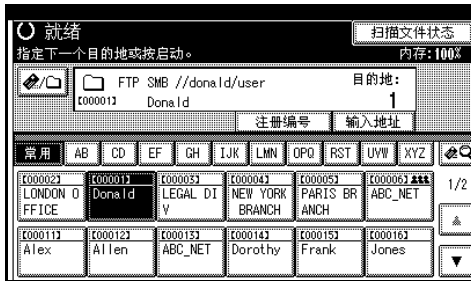 就绪
扫描文件状态
指定下一个目的地或按启动。
内存:100%
FTP SMB //donald/user
目的地:
[00001]
Donald
1
注册编号
输入地址
常用 AB CD EF GH IJK LMN OPQ RST UVW XYZ
[00002] [00001] [00003] [00004] [00005] [00006]
LONDON O Donald LEGAL DI NEW YORK PARIS BR ABC_NET
FFICE V BRANCH ANCH
1/2
[00011] [00012] [00013] [00014] [00015] [00016]
Alex Allen ABC_NET Dorothy Frank Jones